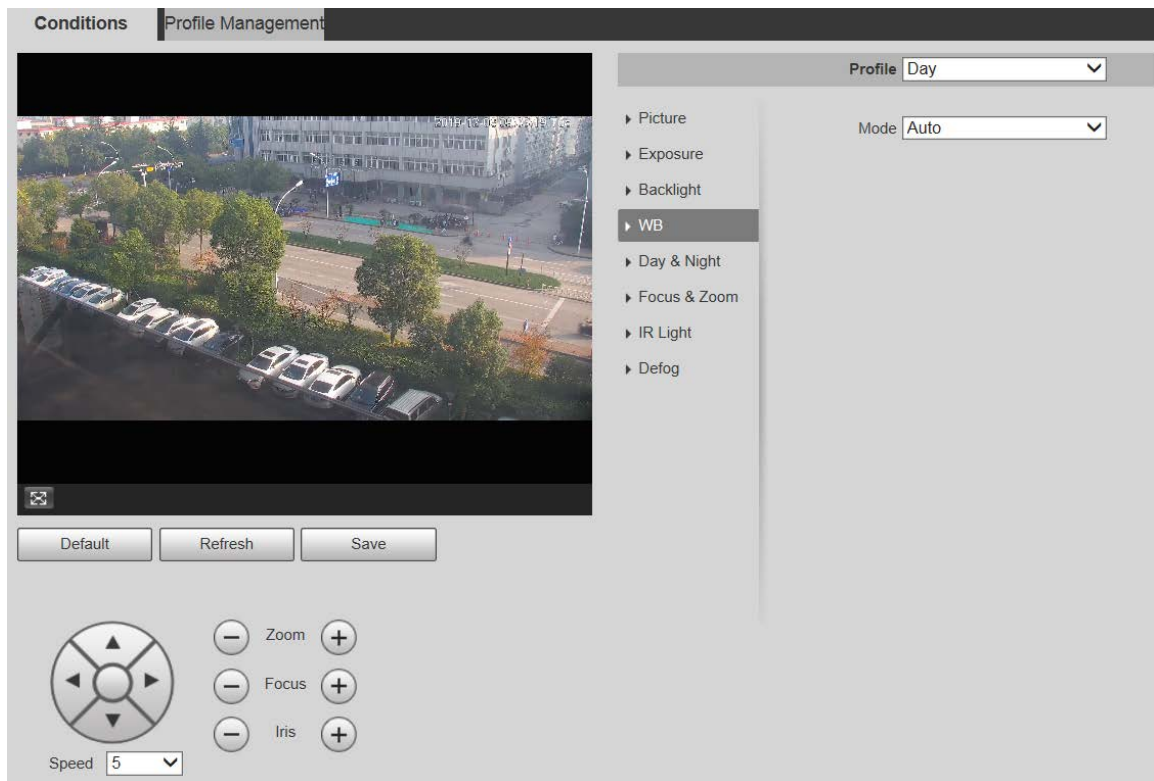 Conditions
Profile Management
Profile
Day
Picture
Exposure
Backlight
WB
Day & Night
Focus & Zoom
IR Light
Defog
Mode
Auto
Default
Refresh
Save
Zoom
Focus
Iris
Speed
5